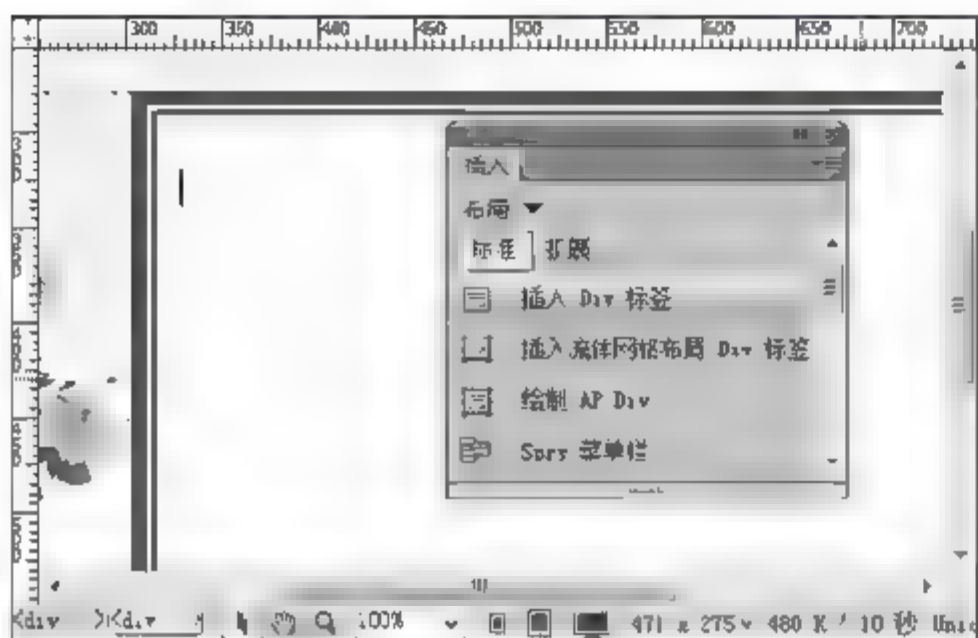 300 350 400 450 500 550 600 650 700
插入
布局
标准 扩展
插入 Div 标签
插入流体网格布局 Div 标签
绘制 AP Div
Spry 菜单栏
100% 471 x 275 480 K / 10 秒 Uni